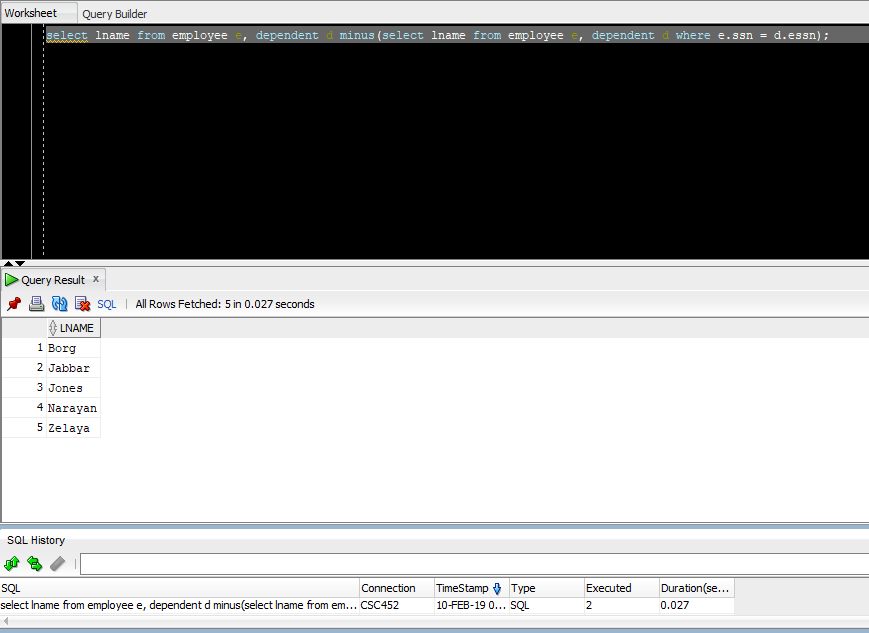 Worksheet Query Builder
select lname from employee e, dependent d minus(select lname from employee e, dependent d where e.ssn = d.essn);
Query Result x
SQL | All Rows Fetched: 5 in 0.027 seconds
LNAME
1 Borg
2 Jabbar
3 Jones
4 Narayan
5 Zelaya
SQL History
SQL Connection TimeStamp Type Executed Duration(se...
select lname from employee e, dependent d minus(select lname from em... CSC452 10-FEB-19 0... SQL 2 0.027